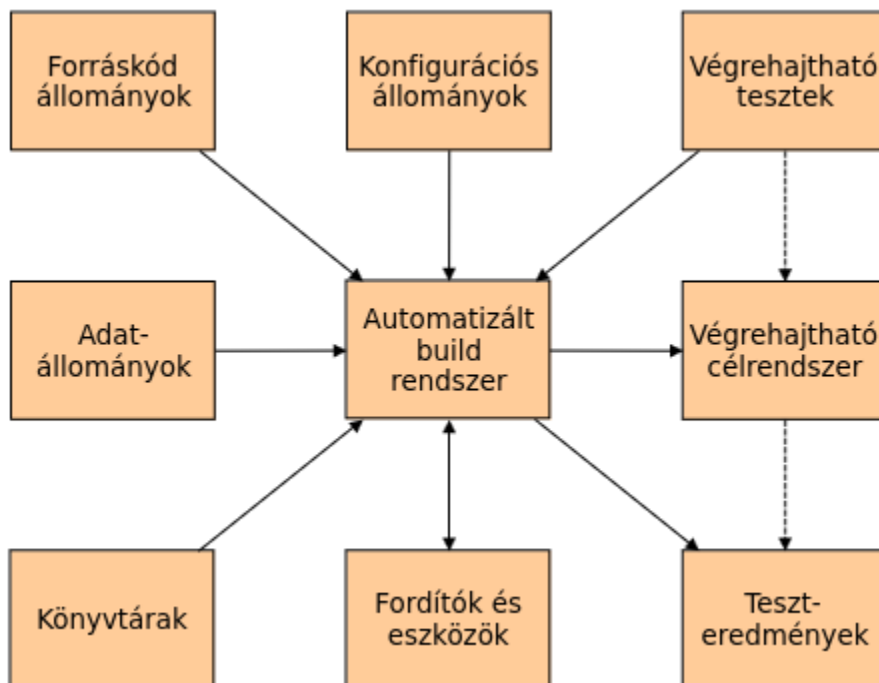 Forráskód
állományok
Konfigurációs
állományok
Végrehajtható
tesztek
Adat-
állományok
Automatizált
build
rendszer
Végrehajtható
célrendszer
Könyvtárak
Fordítók és
eszközök
Teszt-
eredmények